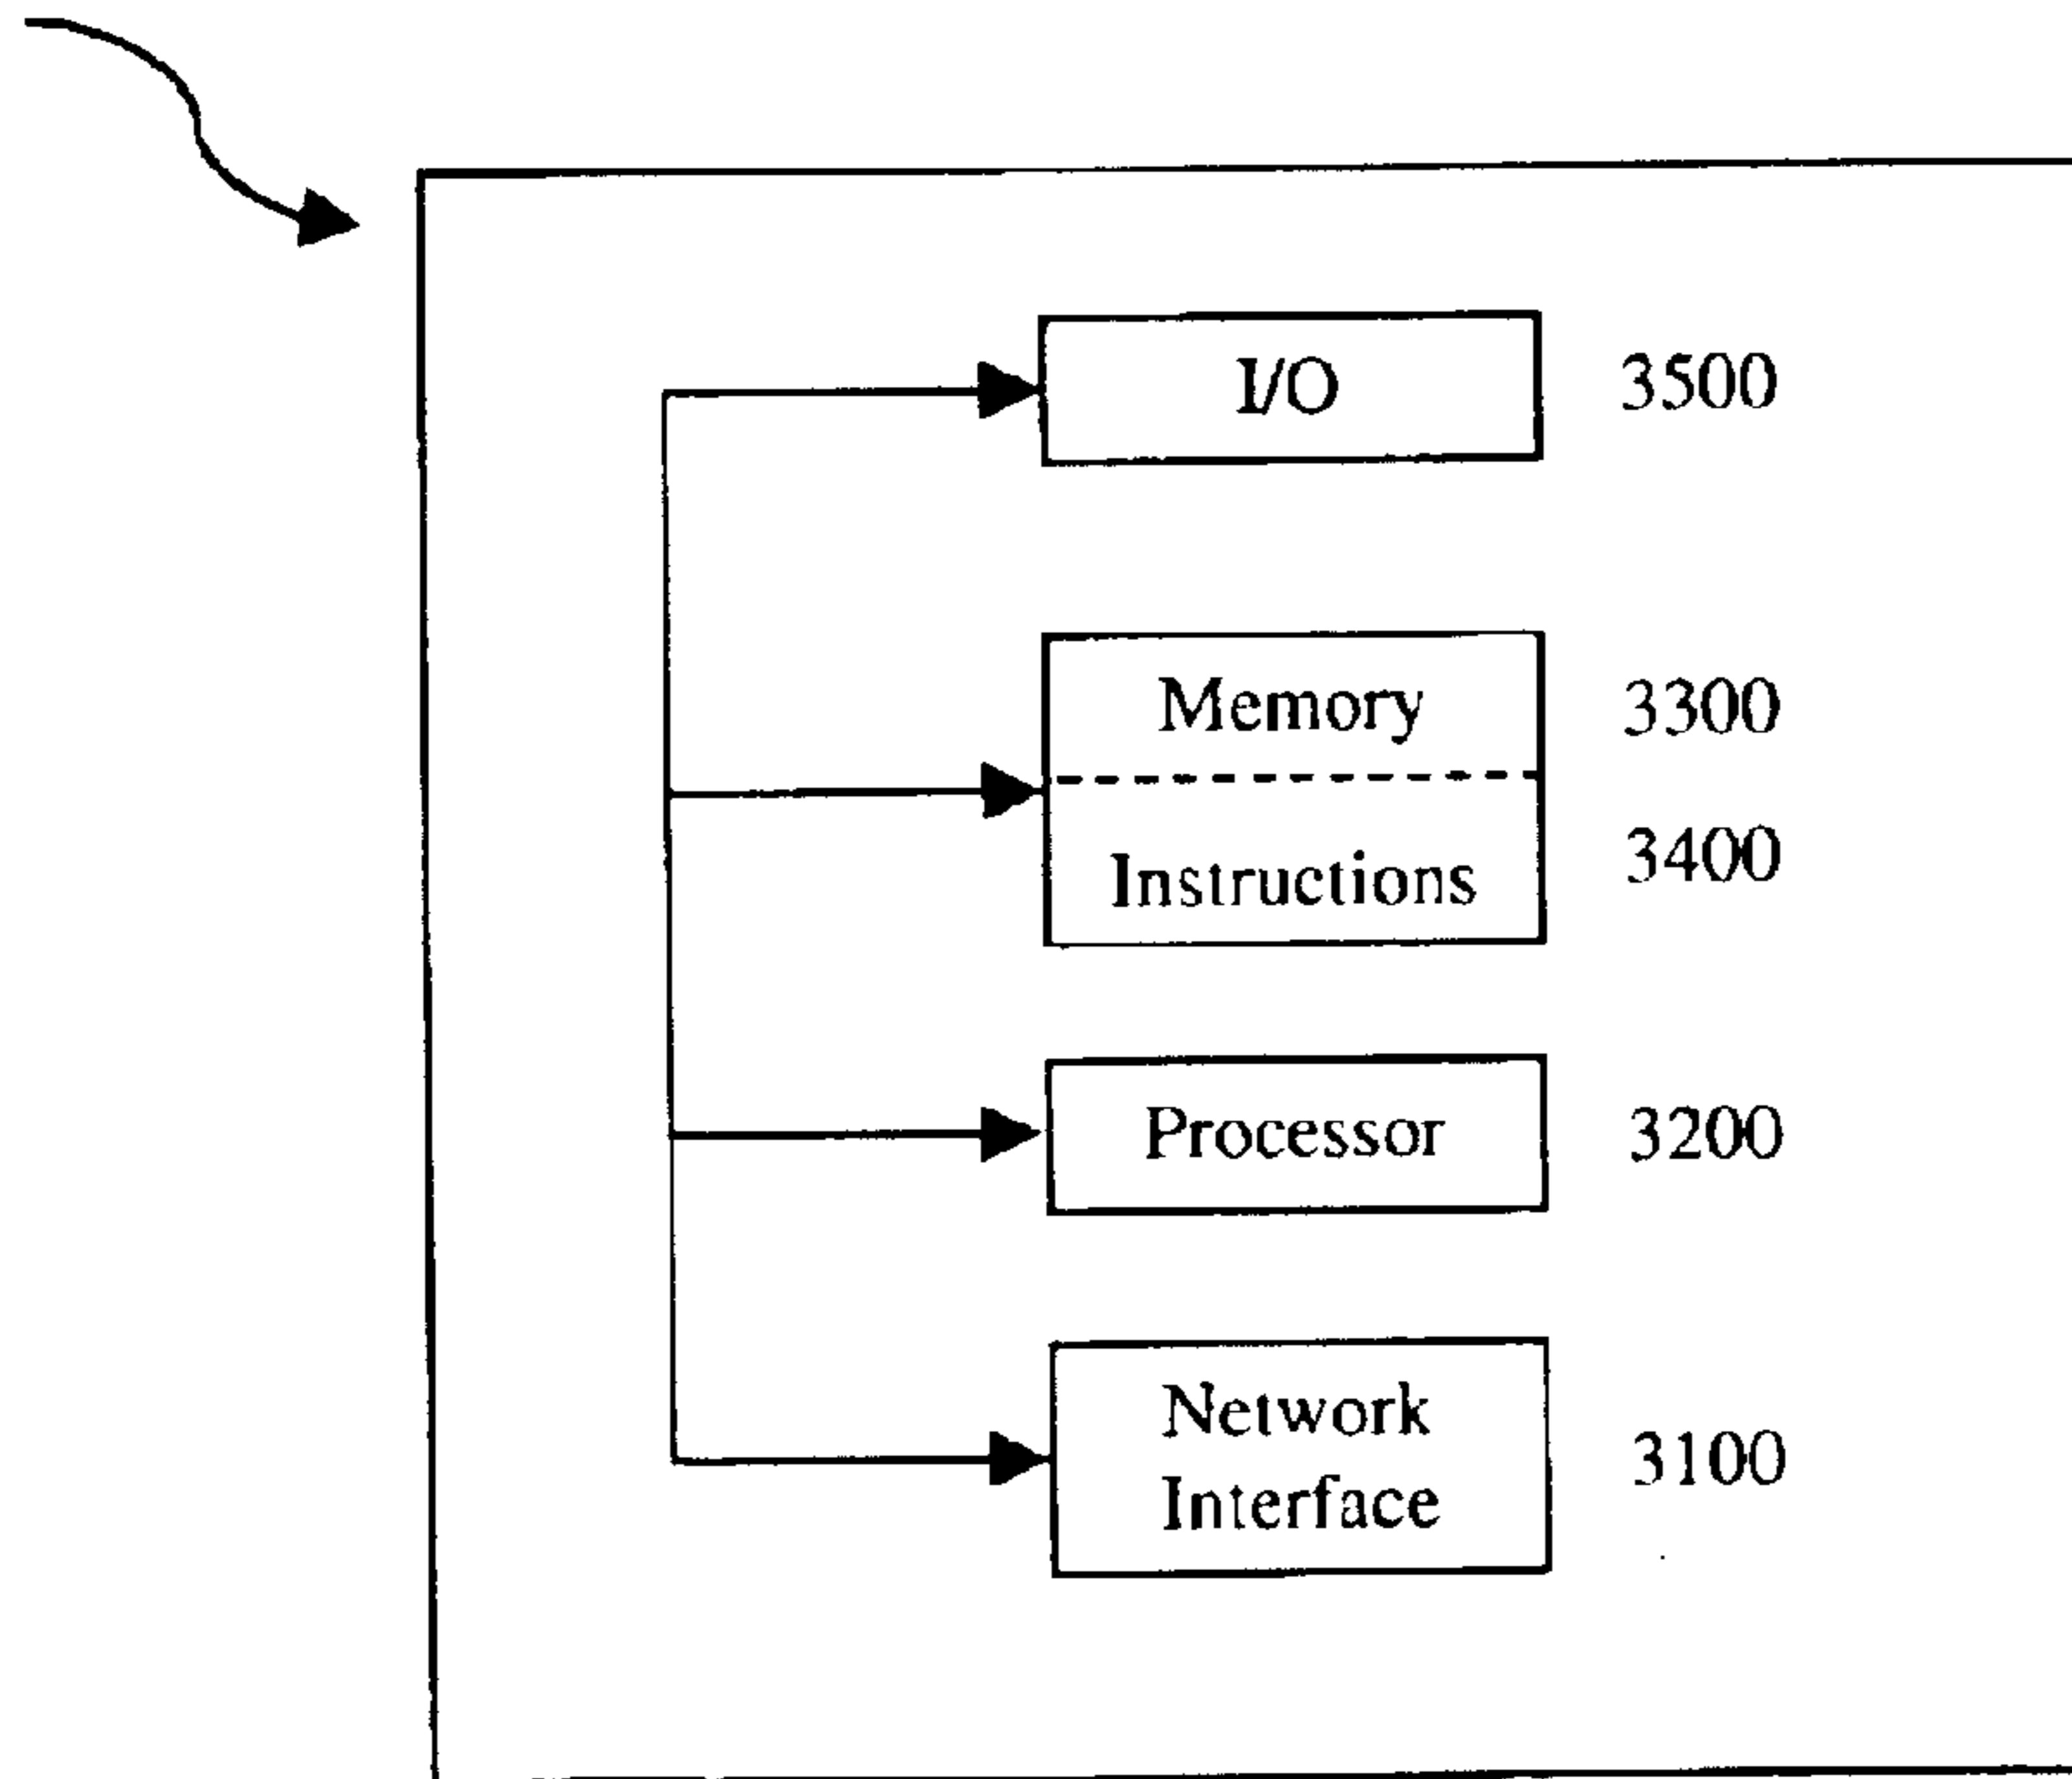 I/O 3500
Memory 3300
Instructions 3400
Processor 3200
Network
Interface 3100